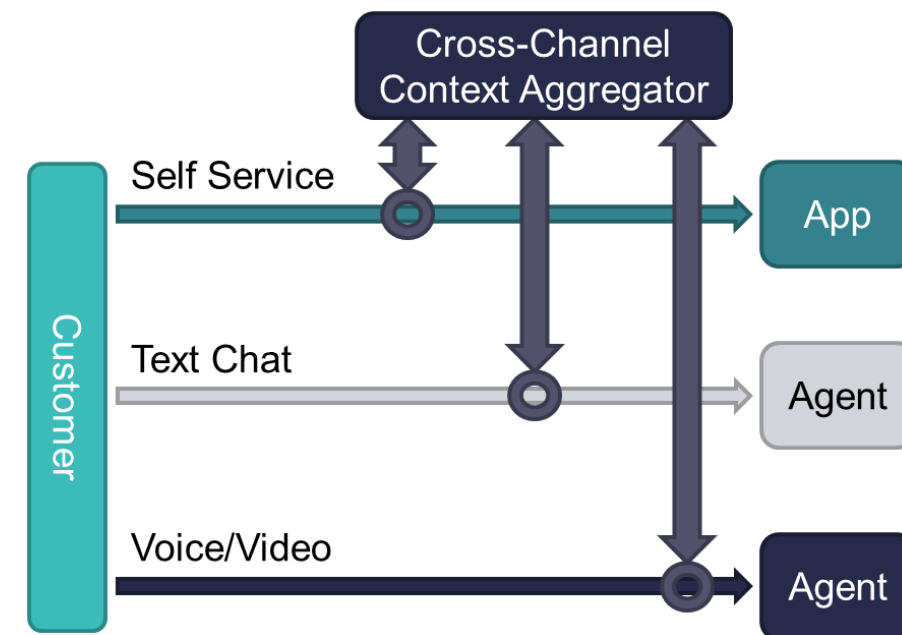 Cross-Channel
Context Aggregator
Self Service
App
Customer
Text Chat
Agent
Voice/Video
Agent